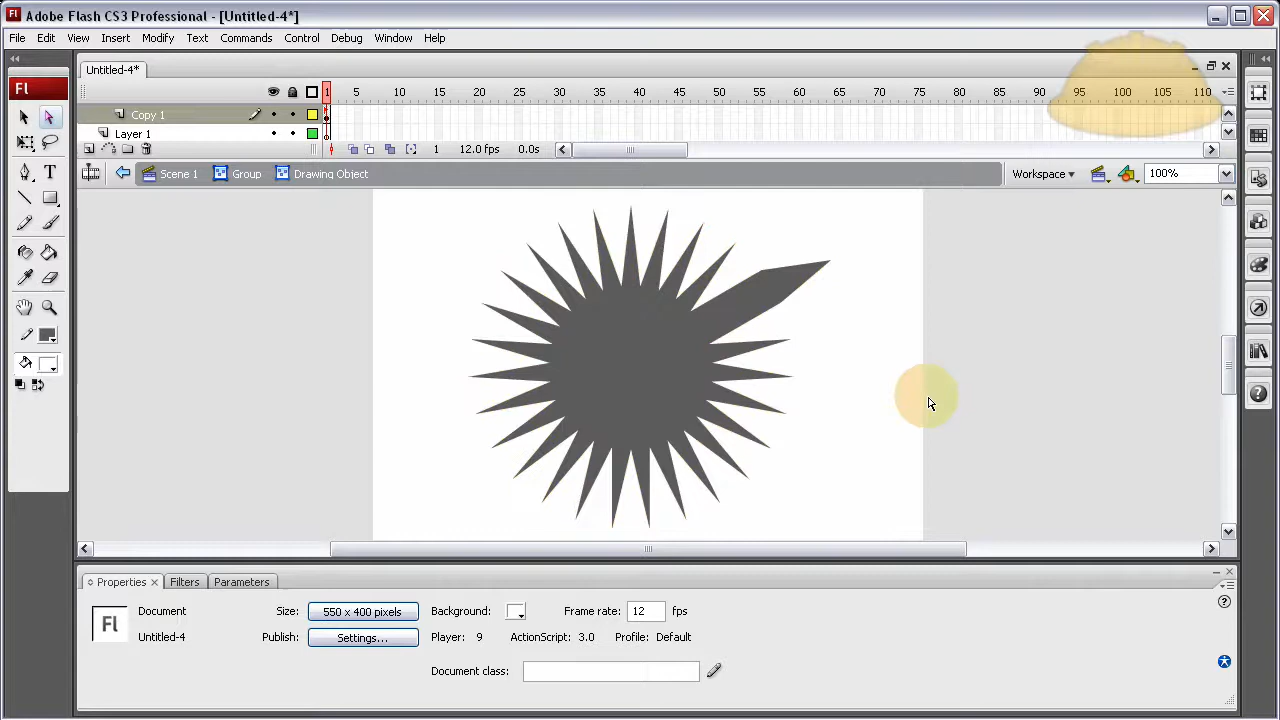 Adobe Flash CS3 Professional - [Untitled-4*]
File Edit View Insert Modify Text Commands Control Debug Window Help
Untitled-4*
Fl
1 5 10 15 20 25 30 35 40 45 50 55 60 65 70 75 80 85 90 95 100 105 110
Copy 1
Layer 1
1 12.0 fps 0.0s
Scene 1 Group Drawing Object Workspace 100%
T
Properties Filters Parameters
Document Size: 550 x 400 pixels Background: Frame rate: 12 fps
Fl
Untitled-4 Publish: Settings... Player: 9 ActionScript: 3.0 Profile: Default
Document class: